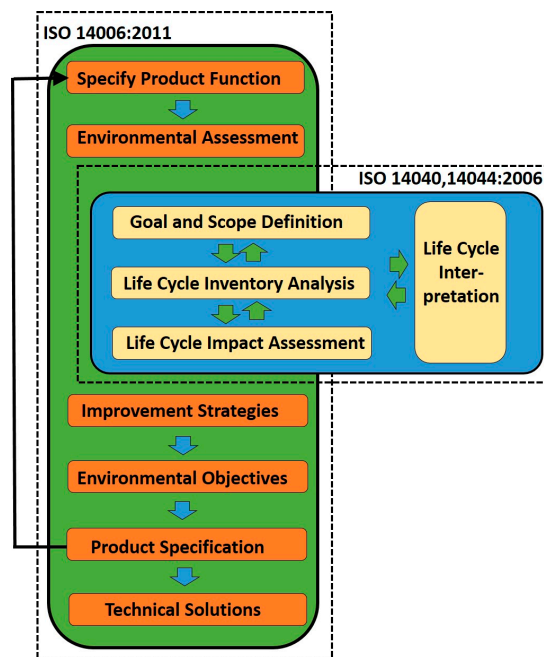 ISO 14006:2011
Specify Product Function
Environmental Assessment
ISO 14040,14044:2006
Goal and Scope Definition
Life Cycle Inventory Analysis
Life Cycle Impact Assessment
Life Cycle
Inter-
pretation
Improvement Strategies
Environmental Objectives
Product Specification
Technical Solutions